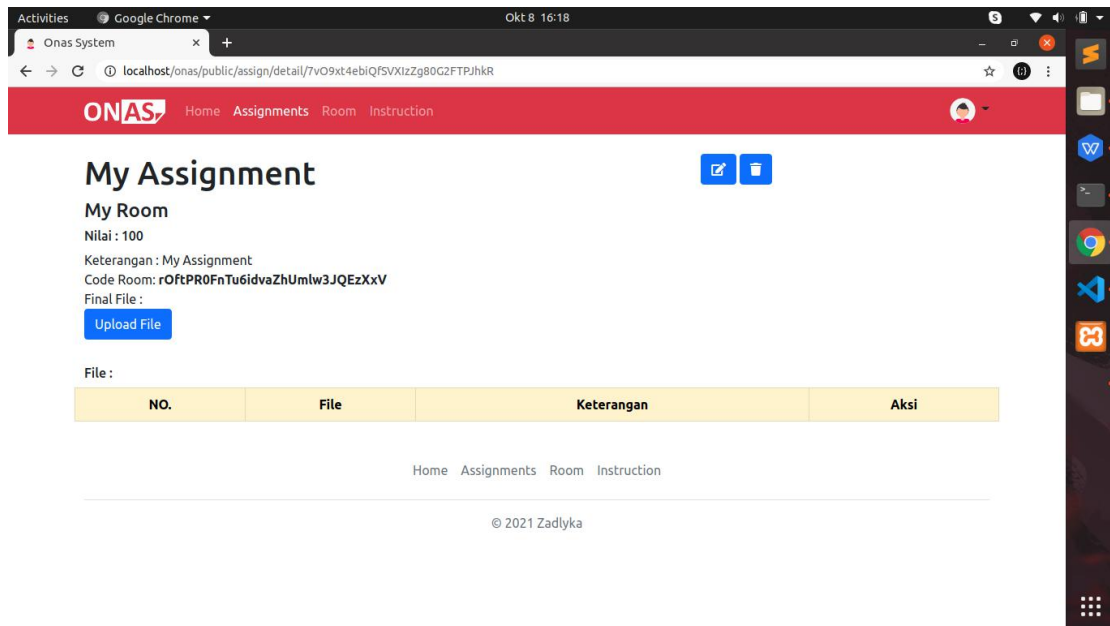 Activities Google Chrome Okt 8 16:18
Onas System
localhost/onas/public/assign/detail/7vO9xt4ebiQfSVXIzZg80G2FTPJhkR
ONAS Home Assignments Room Instruction
My Assignment
My Room
Nilai : 100
Keterangan : My Assignment
Code Room: rOftPR0FnTu6idvaZhUmlw3JQEzXxV
Final File :
Upload File
File :
NO. File Keterangan Aksi
Home Assignments Room Instruction
© 2021 Zadlyka